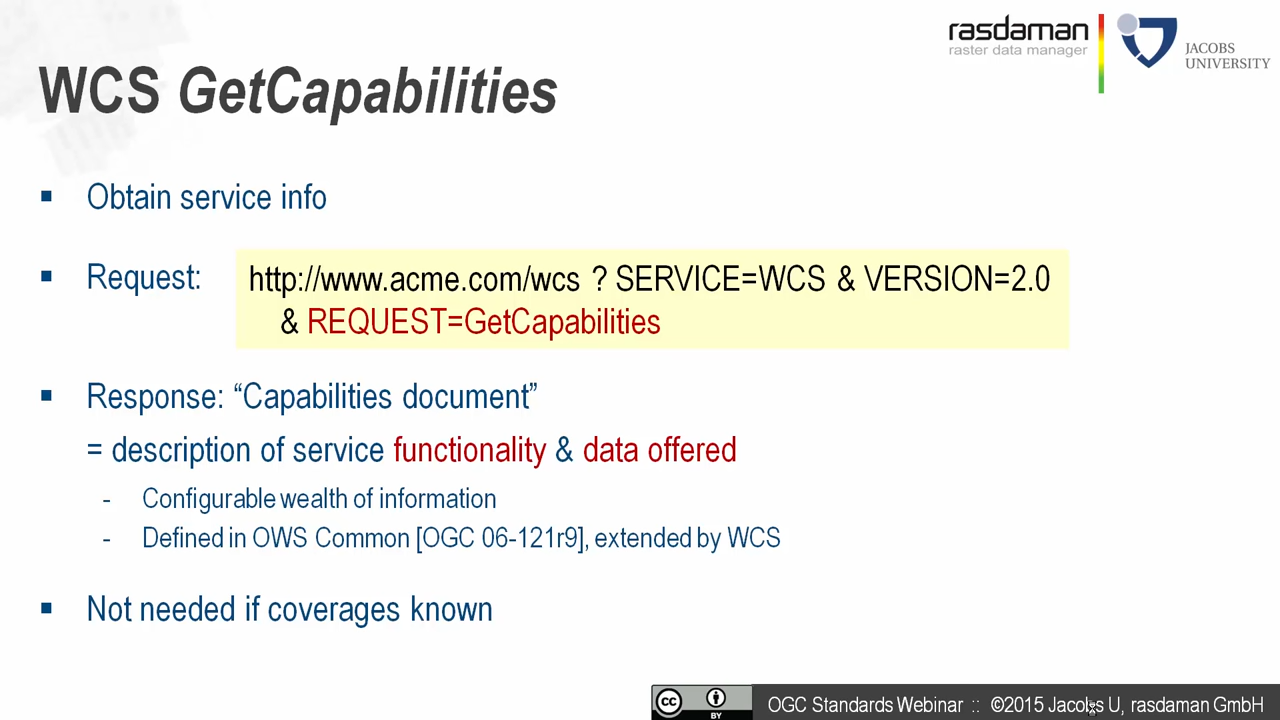 rasdaman
raster data manager
JACOBS
UNIVERSITY
WCS GetCapabilities
▪ Obtain service info
▪ Request:
http://www.acme.com/wcs ? SERVICE=WCS & VERSION=2.0
& REQUEST=GetCapabilities
▪ Response: “Capabilities document”
= description of service functionality & data offered
- Configurable wealth of information
- Defined in OWS Common [OGC 06-121r9], extended by WCS
▪ Not needed if coverages known
cc
BY
OGC Standards Webinar :: ©2015 Jacobs U, rasdaman GmbH